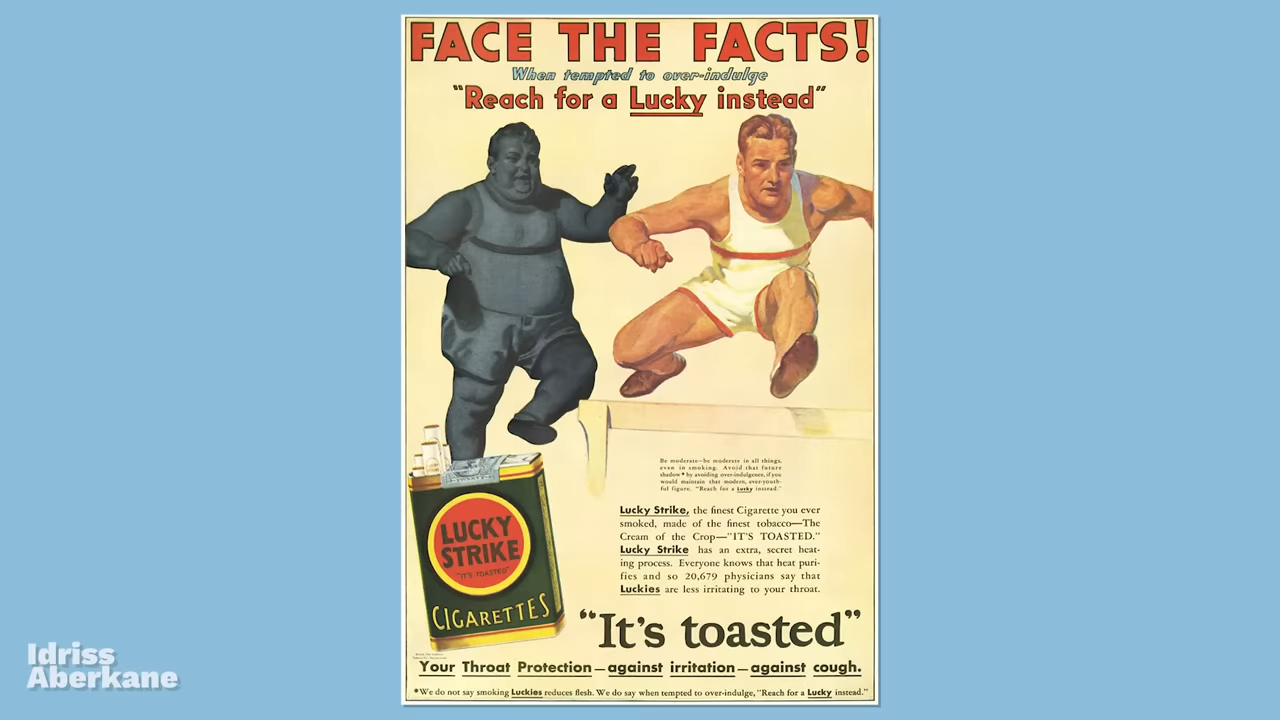 FACE THE FACTS!
When tempted to over-indulge
"Reach for a Lucky instead"
Be moderate—be moderate in all things,
even in smoking. Avoid that future
shadow* by avoiding over-indulgence, if you
would maintain that modern, ever-youth-
ful figure. "Reach for a Lucky instead."
Lucky Strike, the finest Cigarette you ever
smoked, made of the finest tobacco—The
Cream of the Crop—"IT'S TOASTED."
Lucky Strike has an extra, secret heat-
ing process. Everyone knows that heat puri-
fies and so 20,679 physicians say that
Luckies are less irritating to your throat.
LUCKY
STRIKE
"IT'S TOASTED"
CIGARETTES
"It's toasted"
Your Throat Protection—against irritation—against cough.
*We do not say smoking Luckies reduces flesh. We do say when tempted to over-indulge, "Reach for a Lucky instead."
Idriss
Aberkane